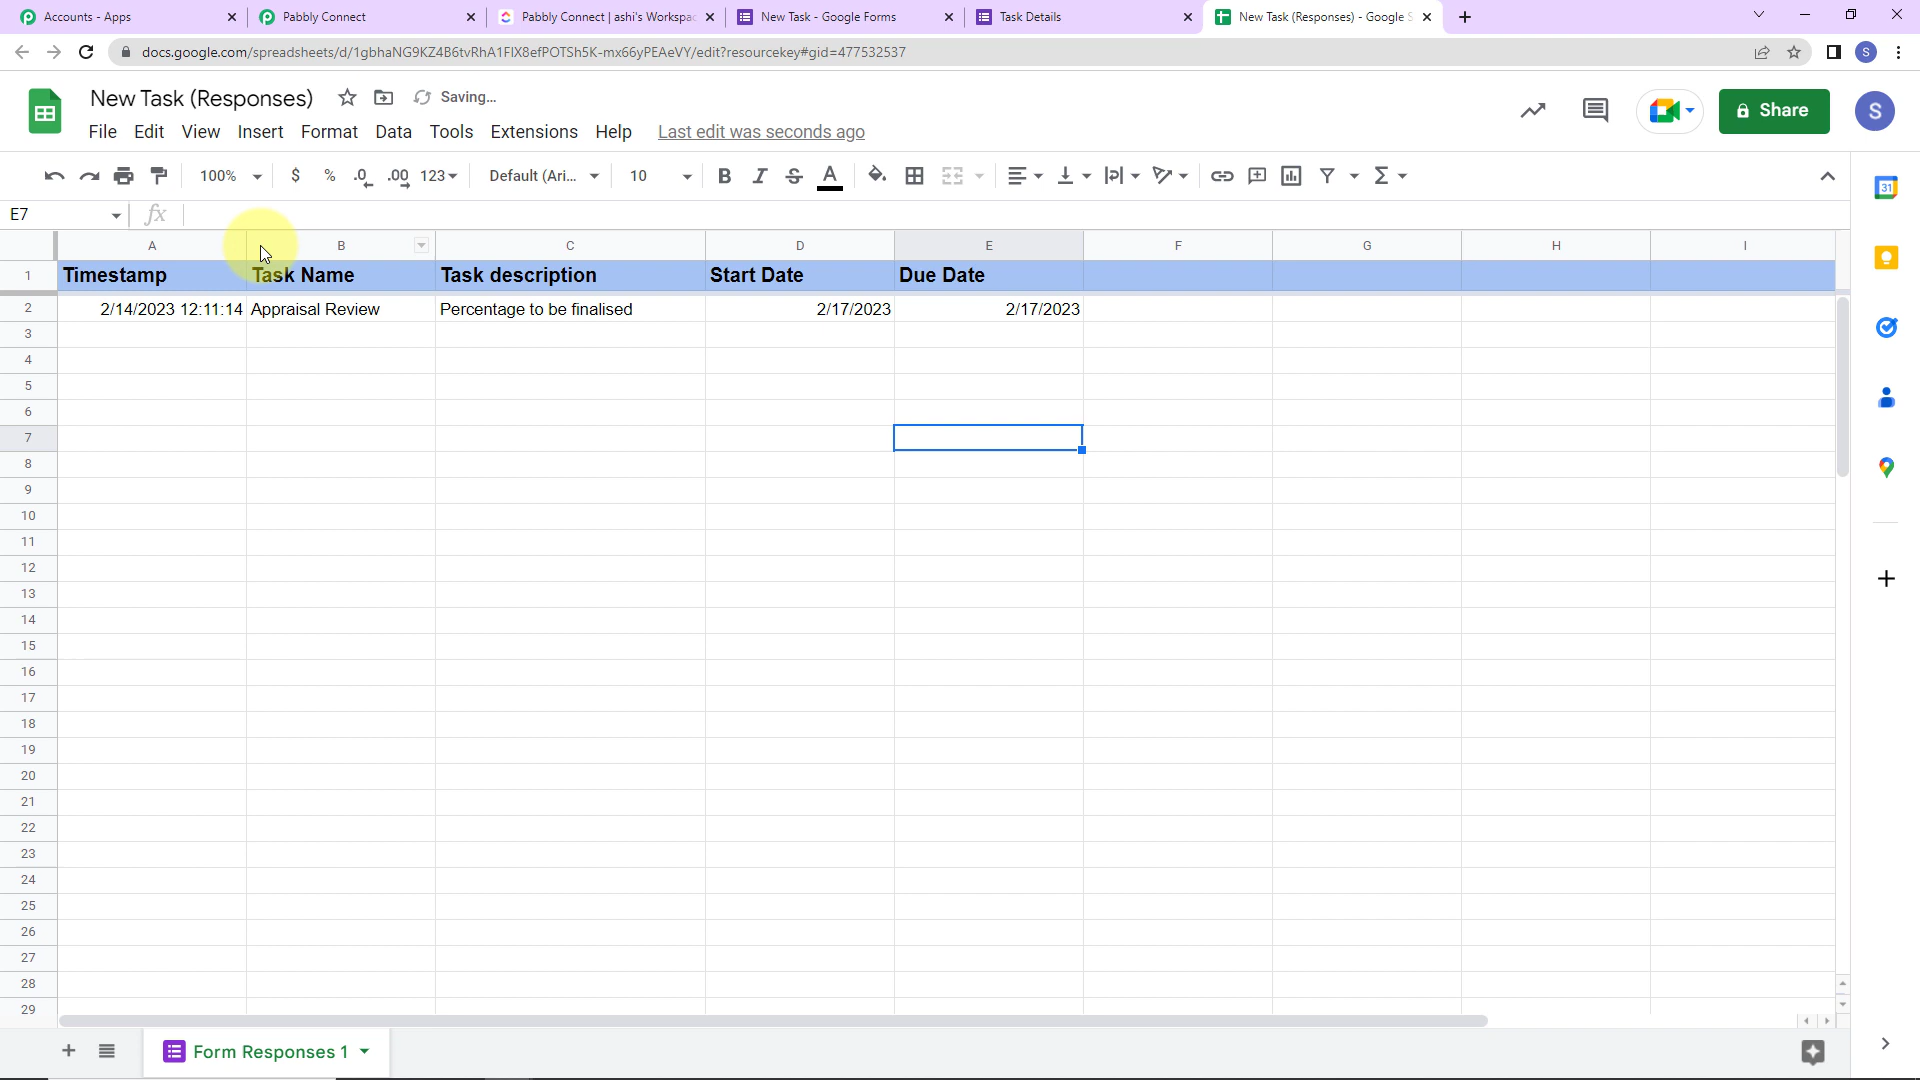 Accounts - Apps
Pabbly Connect
Pabbly Connect | ashi's Workspac
New Task - Google Forms
Task Details
New Task (Responses) - Google S
docs.google.com/spreadsheets/d/1gbhaNG9KZ4B6tvRhA1FIX8efPOTSh5K-mx66yPEAeVY/edit?resourcekey#gid=477532537
S
New Task (Responses)
Saving...
File Edit View Insert Format Data Tools Extensions Help Last edit was seconds ago
Share
S
100% $ % .0 .00 123 Default (Ari... 10 B I S A Σ
31
E7
fx
A B C D E F G H I
1 Timestamp Task Name Task description Start Date Due Date
2 2/14/2023 12:11:14 Appraisal Review Percentage to be finalised 2/17/2023 2/17/2023
3
4
5
6
7
8
9
10
11
12
13
14
15
16
17
18
19
20
21
22
23
24
25
26
27
28
29
Form Responses 1